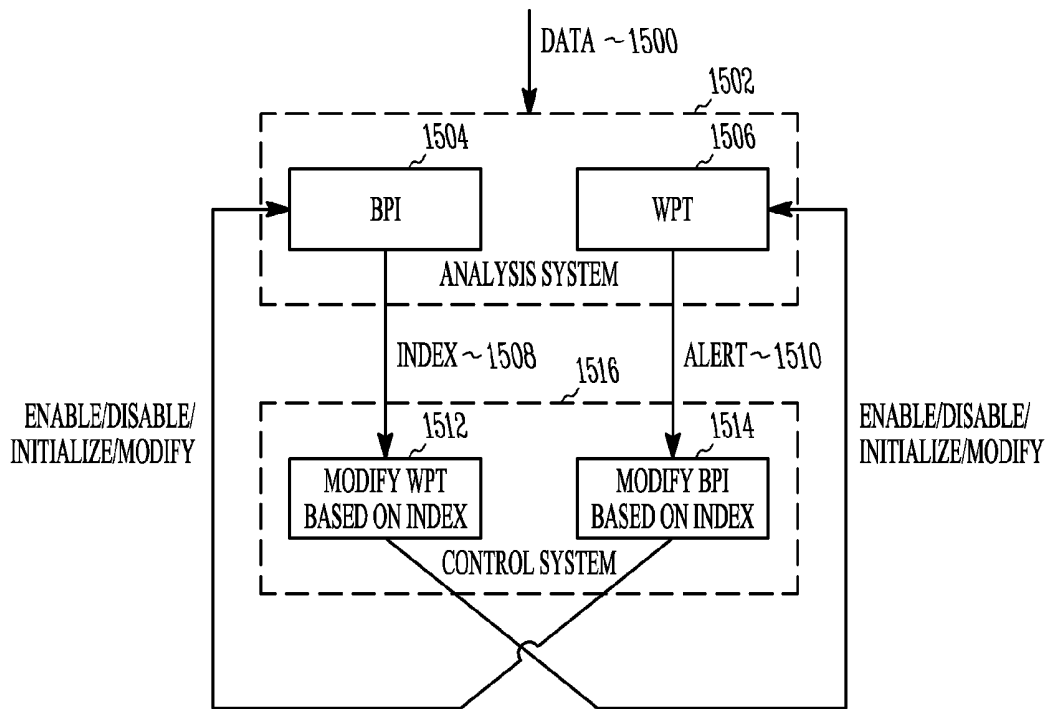 DATA ~1500
1502
1504
1506
BPI
WPT
ANALYSIS SYSTEM
INDEX ~1508
ALERT ~1510
1516
ENABLE/DISABLE/
INITIALIZE/MODIFY
ENABLE/DISABLE/
INITIALIZE/MODIFY
1512
1514
MODIFY WPT
BASED ON INDEX
MODIFY BPI
BASED ON INDEX
CONTROL SYSTEM